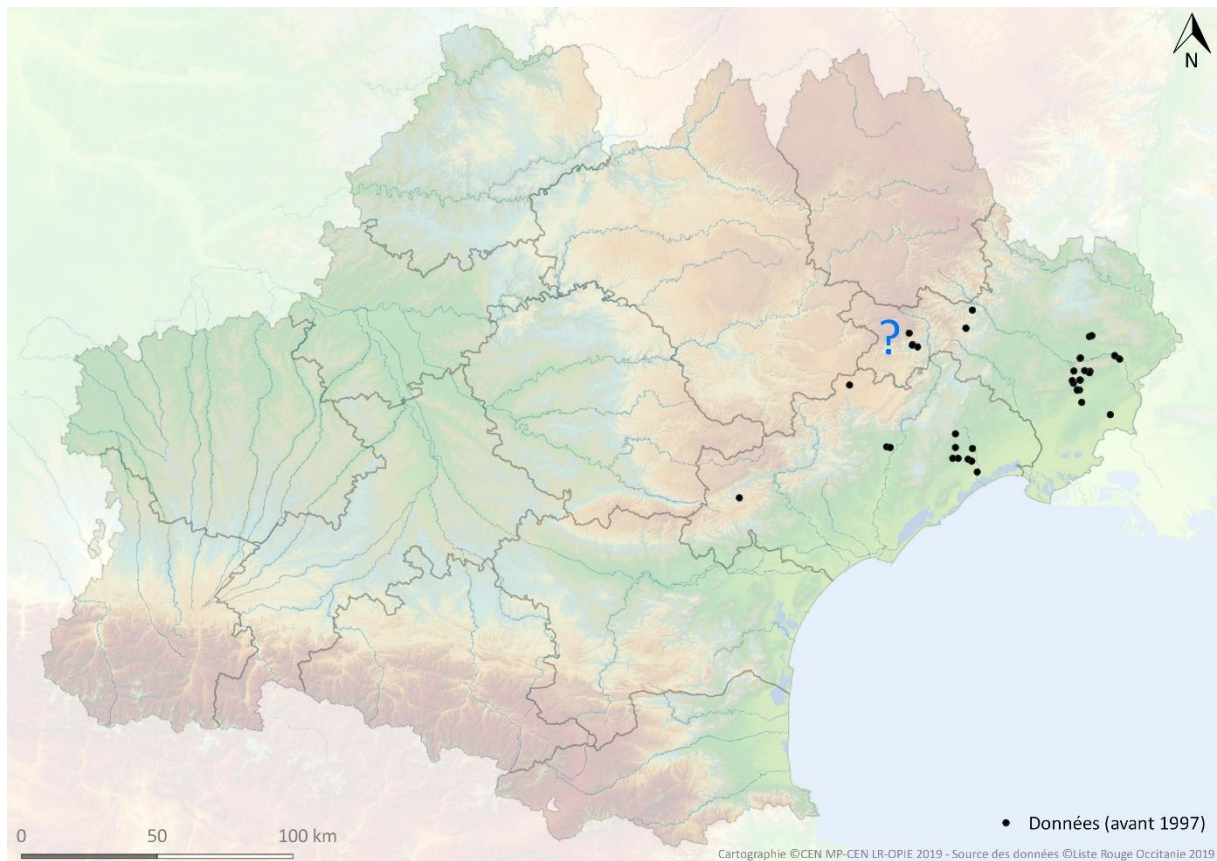 N
?
0 50 100 km
Données (avant 1997)
Cartographie ©CEN MP-CEN LR-OPIE 2019 - Source des données ©Liste Rouge Occitanie 2019